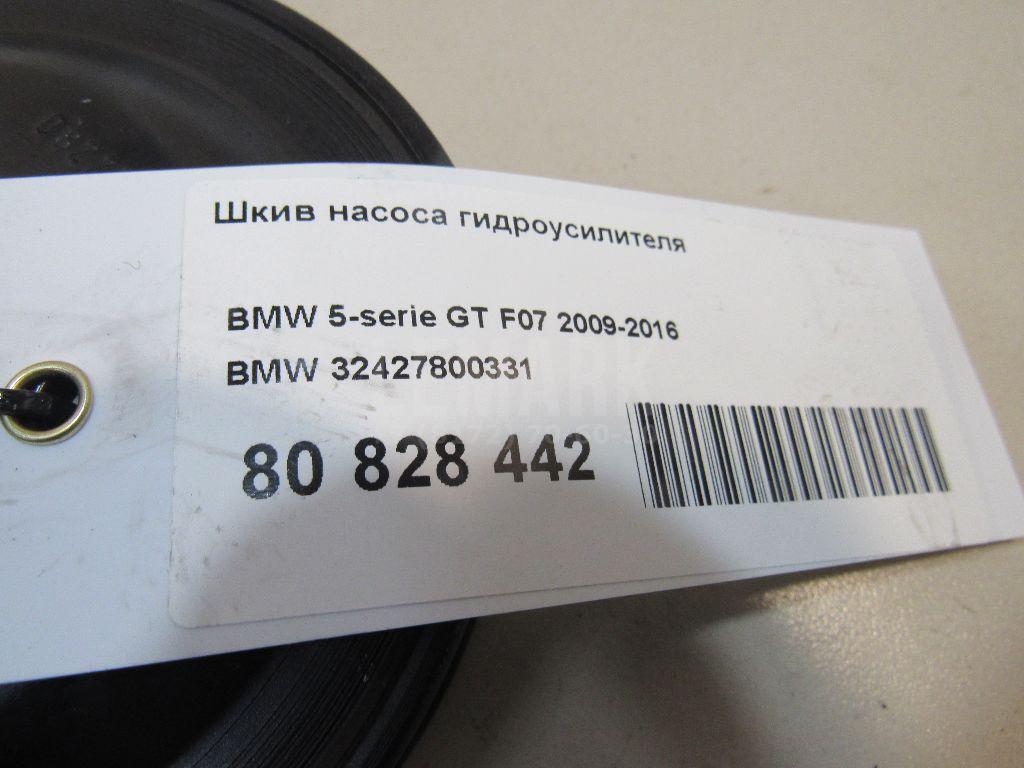 Шкив насоса гидроусилителя
BMW 5-serie GT F07 2009-2016
BMW 32427800331
80 828 442